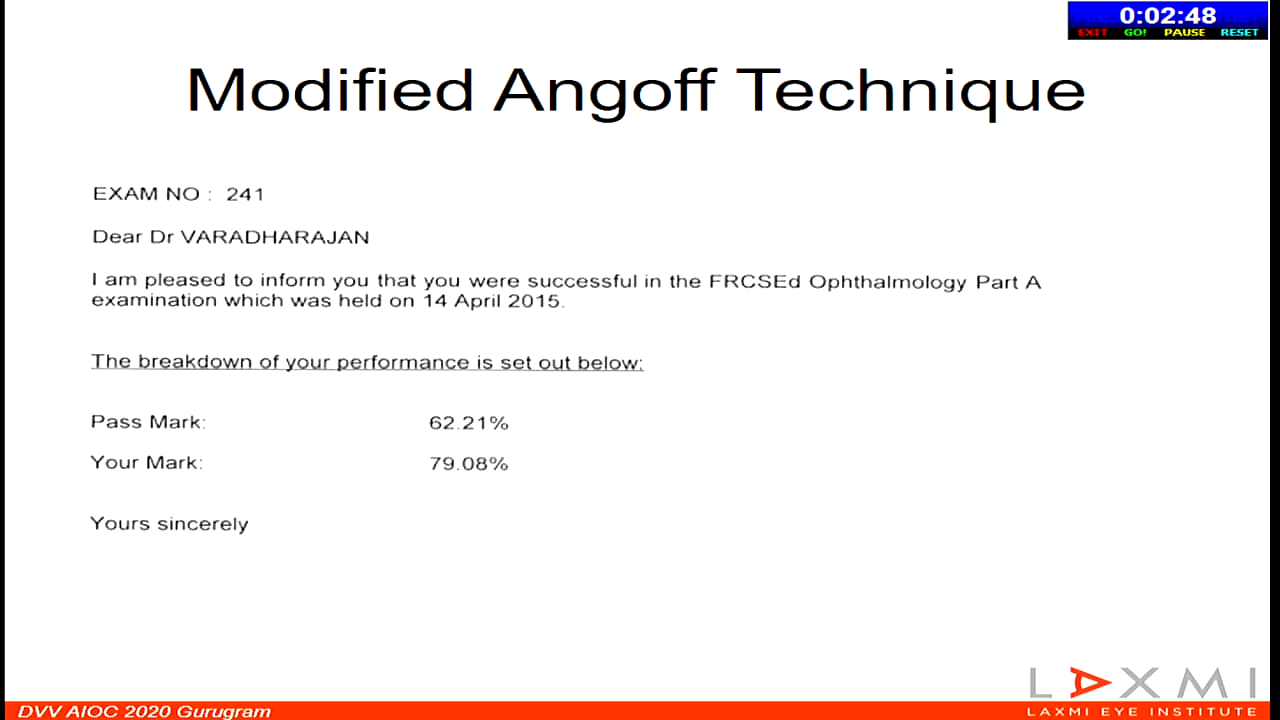 0:02:48
EXIT GO! PAUSE RESET
Modified Angoff Technique
EXAM NO : 241
Dear Dr VARADHARAJAN
I am pleased to inform you that you were successful in the FRCSEd Ophthalmology Part A
examination which was held on 14 April 2015.
The breakdown of your performance is set out below:
Pass Mark: 62.21%
Your Mark: 79.08%
Yours sincerely
LAXMI
LAXMI EYE INSTITUTE
DVV AIOC 2020 Gurugram